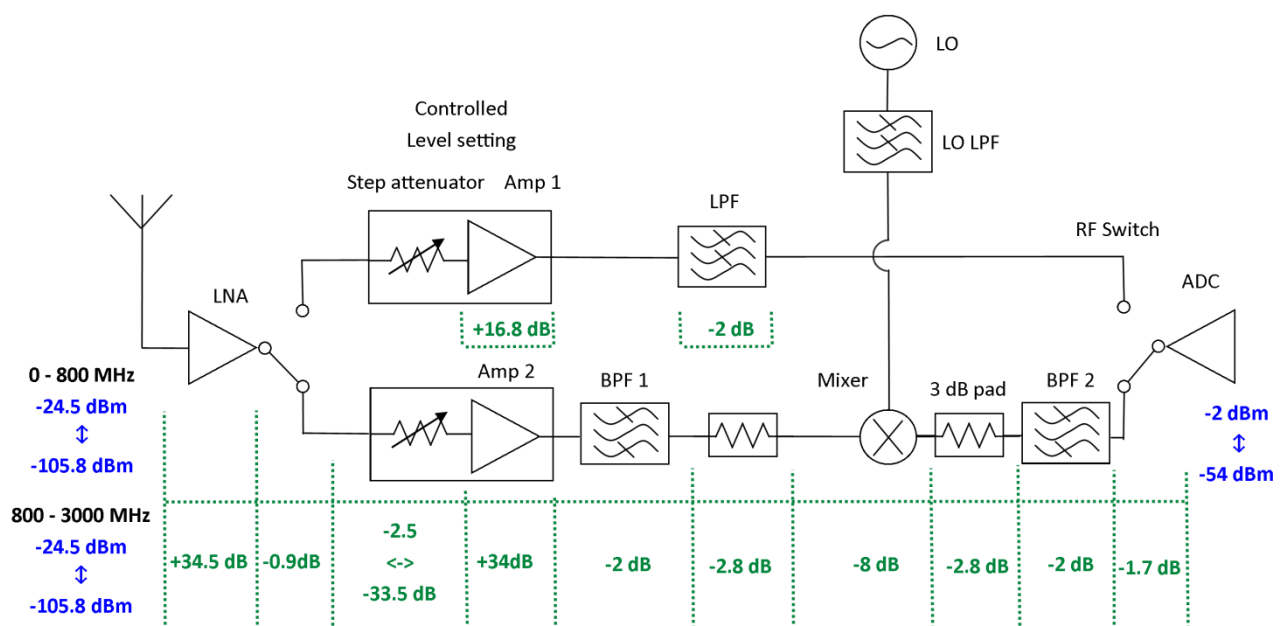 LO
Controlled
Level setting
LO LPF
Step attenuator
Amp 1
LPF
RF Switch
LNA
ADC
+16.8 dB
-2 dB
0 - 800 MHz
-24.5 dBm
↕
-105.8 dBm
Amp 2
BPF 1
Mixer
3 dB pad
BPF 2
-2 dBm
↕
-54 dBm
800 - 3000 MHz
-24.5 dBm
↕
-105.8 dBm
+34.5 dB
-0.9dB
-2.5
<->
-33.5 dB
+34dB
-2 dB
-2.8 dB
-8 dB
-2.8 dB
-2 dB
-1.7 dB